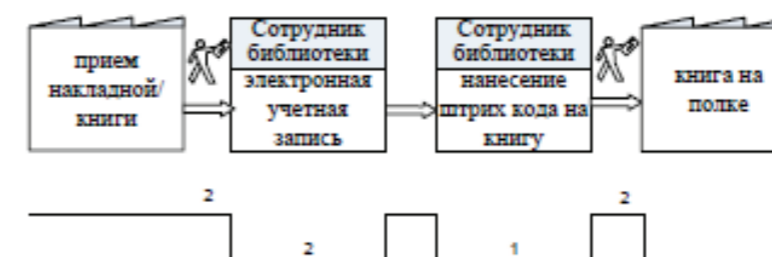 прием
накладной/
книги
Сотрудник
библиотеки
электронная
учетная
запись
Сотрудник
библиотеки
нанесение
штрих кода на
книгу
книга на
полке
2
2
1
2